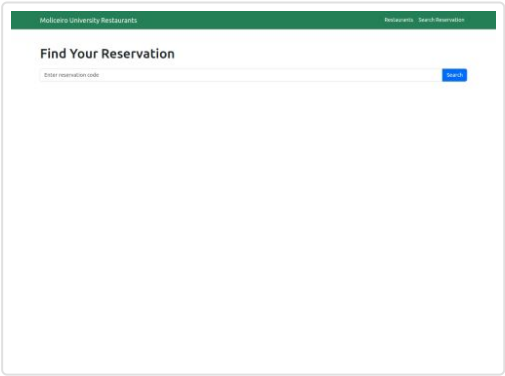 Moliceiro University Restaurants
Restaurants Search Reservation
Find Your Reservation
Enter reservation code
Search